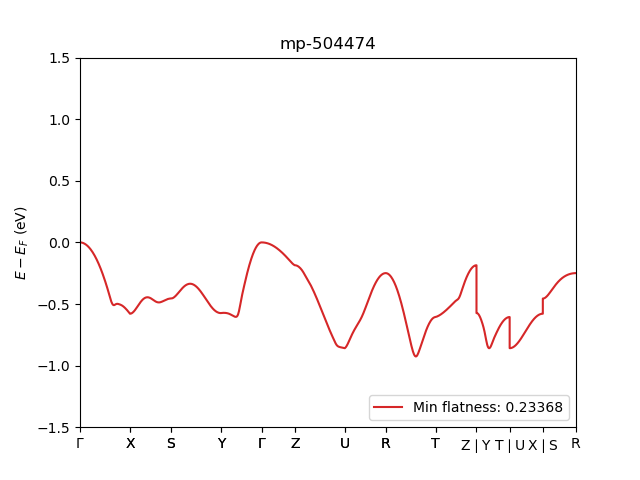 mp-504474
E − E_F (eV)
1.5
1.0
0.5
0.0
−0.5
−1.0
−1.5
Min flatness: 0.23368
Γ X S Y Γ Z U R T Z | Y T | U X | S R